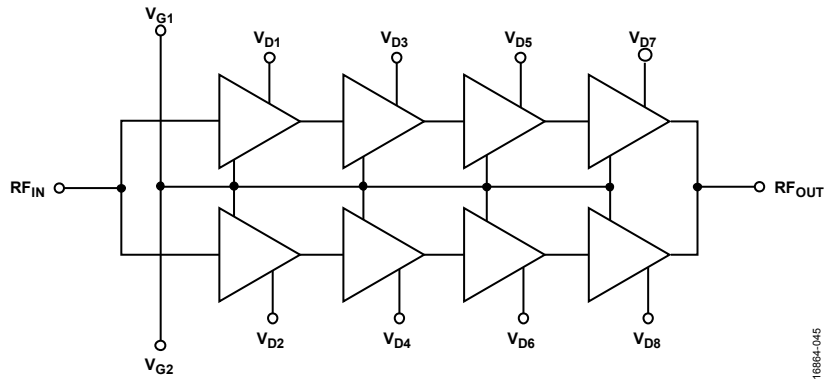 VG1
VD1
VD3
VD5
VD7
RFIN
RFOUT
VD2
VD4
VD6
VD8
VG2
16864-045